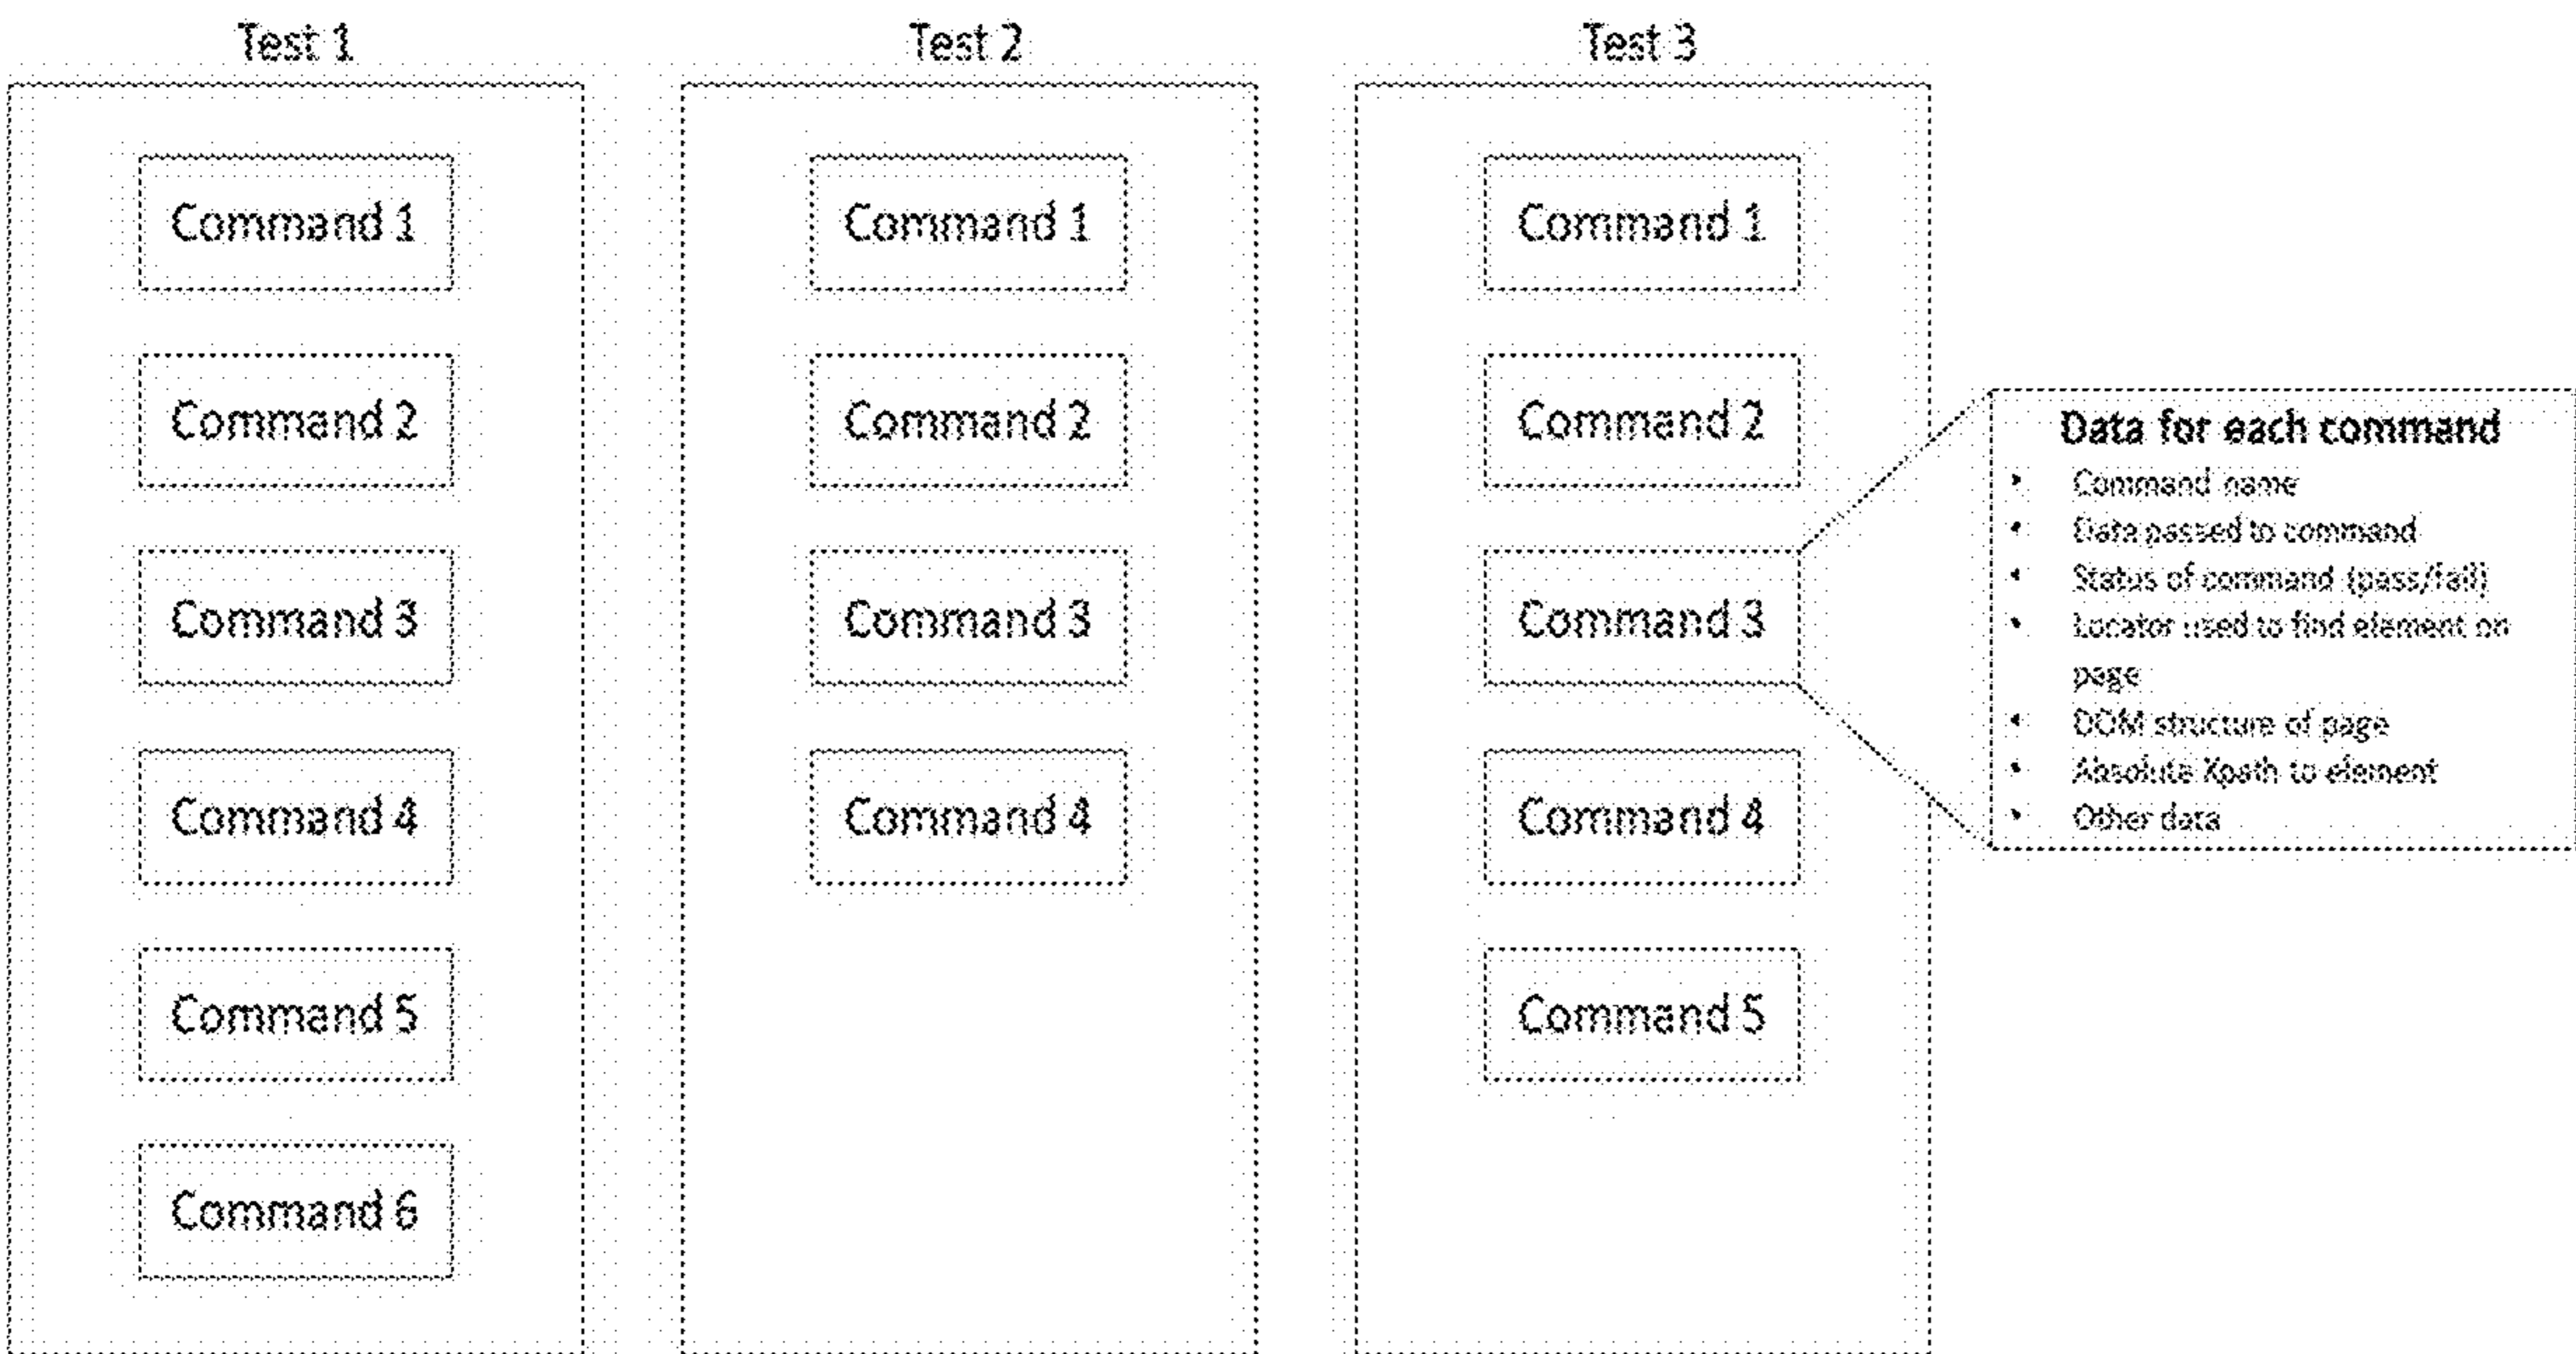 Test 1
Command 1
Command 2
Command 3
Command 4
Command 5
Command 6
Test 2
Command 1
Command 2
Command 3
Command 4
Test 3
Command 1
Command 2
Command 3
Command 4
Command 5
Data for each command
• Command name
• Data passed to command
• Status of command (pass/fail)
• Locator used to find element on
page
• DOM structure of page
• Absolute Xpath to element
• Other data